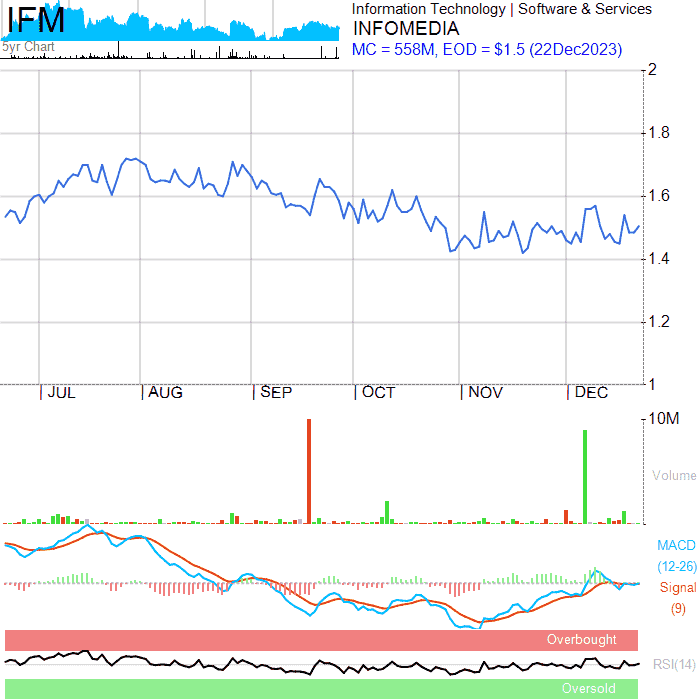 IFM
5yr Chart
Information Technology | Software & Services
INFOMEDIA
MC = 558M, EOD = $1.5 (22Dec2023)
2
1.8
1.6
1.4
1.2
1
JUL AUG SEP OCT NOV DEC
10M
Volume
MACD
(12-26)
Signal
(9)
Overbought
RSI(14)
Oversold